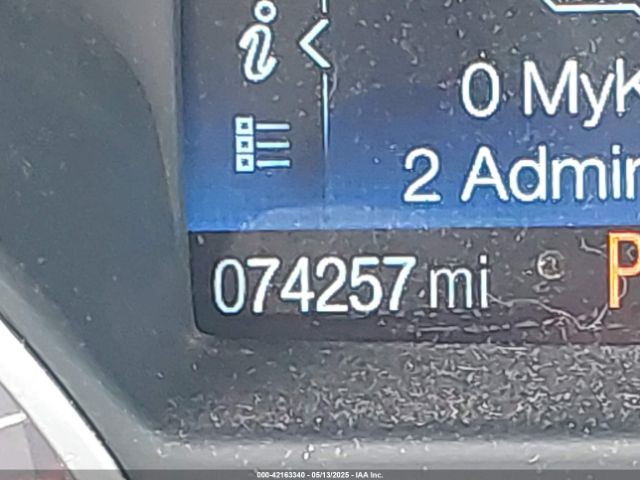 0 MyK
2 Admin
074257 mi
P
000-42163340 - 05/13/2025 - IAA Inc.